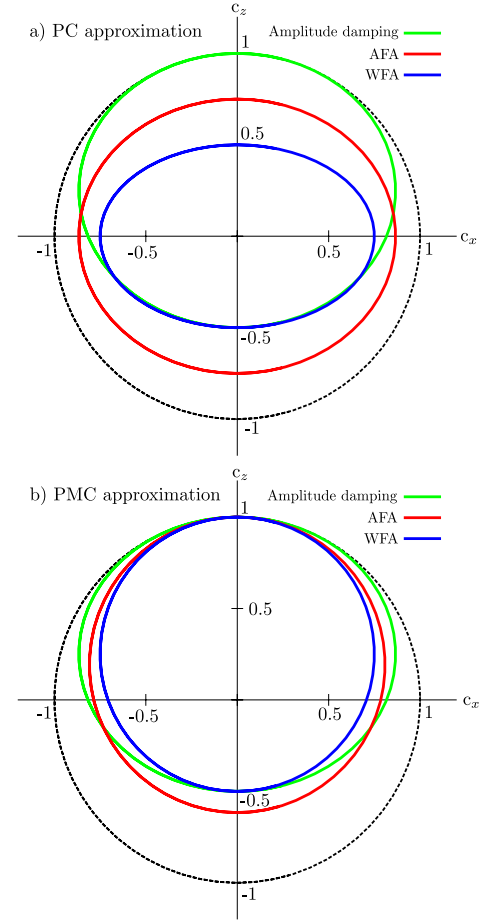 c_z
a) PC approximation
Amplitude damping
1
AFA
WFA
0.5
-1
-0.5
0.5
1
c_x
-0.5
-1
c_z
b) PMC approximation
Amplitude damping
1
AFA
WFA
0.5
-1
-0.5
0.5
1
c_x
-0.5
-1